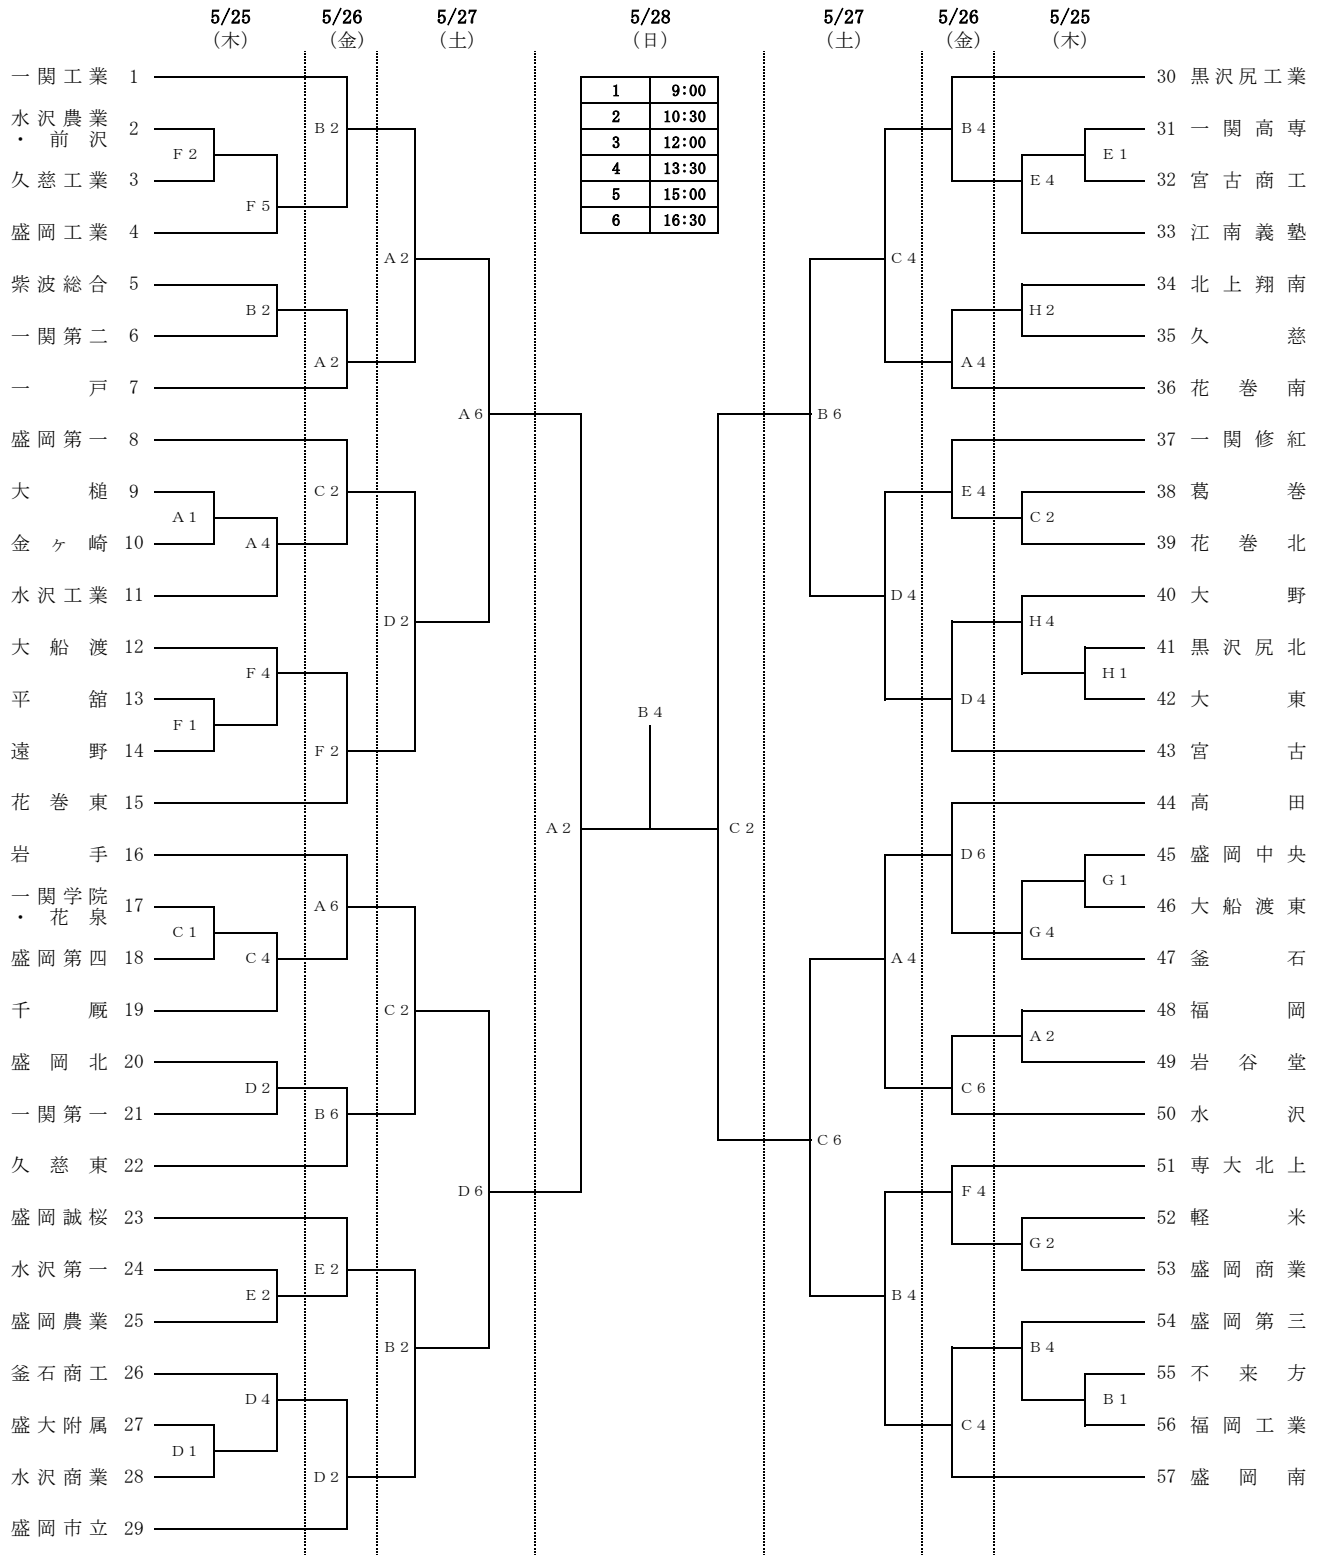 5/25 5/26 5/27 5/28 5/27 5/26 5/25
（木） （金） （土） （日） （土） （金） （木）
1 9:00
2 10:30
3 12:00
4 13:30
5 15:00
6 16:30
一関工業 1
水沢農業・前沢 2
久慈工業 3
盛岡工業 4
紫波総合 5
一関第二 6
一戸 7
盛岡第一 8
大槌 9
金ヶ崎 10
水沢工業 11
大船渡 12
平舘 13
遠野 14
花巻東 15
岩手 16
一関学院・花泉 17
盛岡第四 18
千厩 19
盛岡北 20
一関第一 21
久慈東 22
盛岡誠桜 23
水沢第一 24
盛岡農業 25
釜石商工 26
盛大附属 27
水沢商業 28
盛岡市立 29
F2
A1
F1
C1
D1
F5
B2
A4
F4
C4
D2
E2
D4
B2
A2
C2
F2
A6
B6
E2
D2
A2
D2
C2
B2
A6
D6
A2
B4
C2
B6
C6
C4
D4
A4
B4
B4
A4
E4
D4
D6
C6
F4
C4
E4
H2
C2
H4
G4
A2
G2
B4
E1
H1
G1
B1
30 黒沢尻工業
31 一関高専
32 宮古商工
33 江南義塾
34 北上翔南
35 久慈
36 花巻南
37 一関修紅
38 葛巻
39 花巻北
40 大野
41 黒沢尻北
42 大東
43 宮古
44 高田
45 盛岡中央
46 大船渡東
47 釜石
48 福岡
49 岩谷堂
50 水沢
51 専大北上
52 軽米
53 盛岡商業
54 盛岡第三
55 不来方
56 福岡工業
57 盛岡南